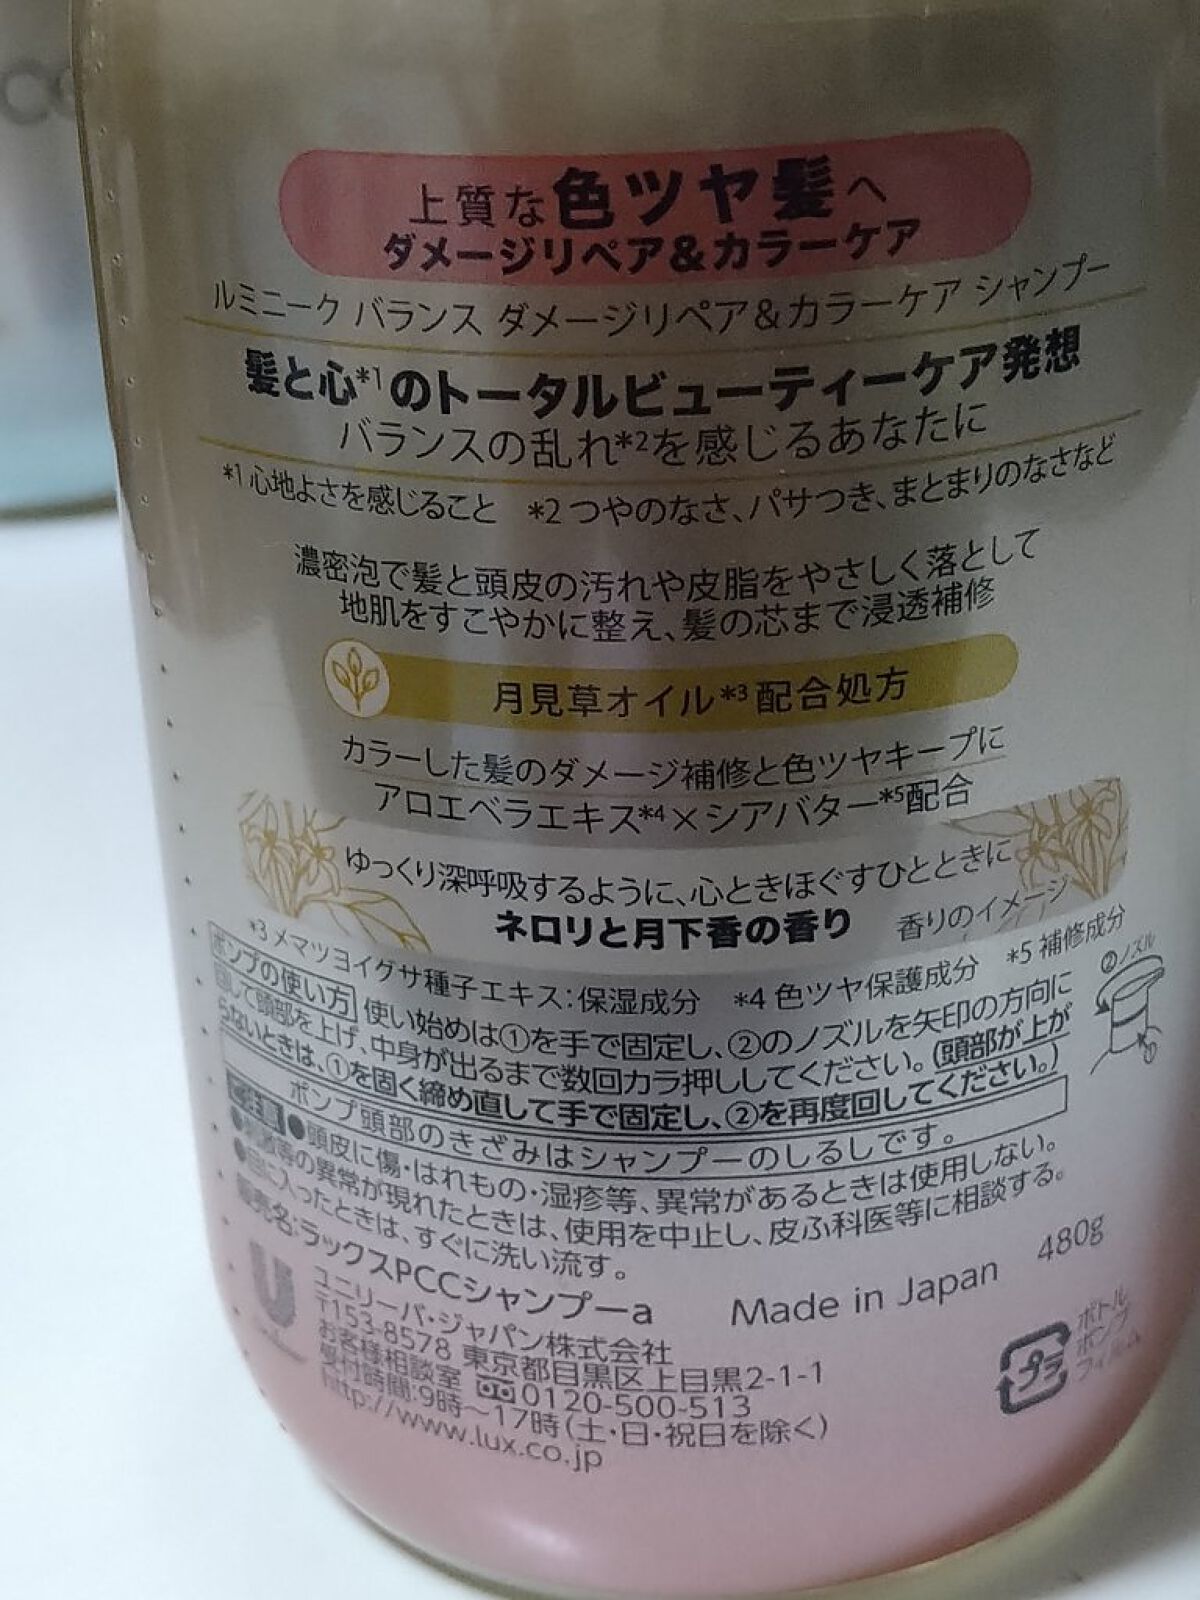 上質な色ツヤ髪へ
ダメージリペア&カラーケア
ルミニーク バランス ダメージリペア&カラーケア シャンプー
髪と心*1のトータルビューティーケア発想
バランスの乱れ*2を感じるあなたに
*1 心地よさを感じること *2 つやのなさ、パサつき、まとまりのなさなど
濃密泡で髪と頭皮の汚れや皮脂をやさしく落として
地肌をすこやかに整え、髪の芯まで浸透補修
月見草オイル*3配合処方
カラーした髪のダメージ補修と色ツヤキープに
アロエベラエキス*4×シアバター*5配合
ゆっくり深呼吸するように、心ときほぐすひとときに
ネロリと月下香の香り 香りのイメージ
*3 メマツヨイグサ種子エキス:保湿成分 *4 色ツヤ保護成分 *5 補修成分
ポンプの使い方 使い始めは①を手で固定し、②のノズルを矢印の方向に
回して頭部を上げ、中身が出るまで数回カラ押ししてください。(頭部が上が
らないときは、①を固く締め直して手で固定し、②を再度回してください。)
②ノズル
①
ポンプ頭部のきざみはシャンプーのしるしです。
ご注意 ●頭皮に傷・はれもの・湿疹等、異常があるときは使用しない。
●刺激等の異常が現れたときは、使用を中止し、皮ふ科医等に相談する。
●目に入ったときは、すぐに洗い流す。
販売名:ラックスPCCシャンプーa Made in Japan 480g
ユニリーバ・ジャパン株式会社
〒153-8578 東京都目黒区上目黒2-1-1
お客様相談室 0120-500-513
受付時間:9時～17時(土・日・祝日を除く)
http://www.lux.co.jp
プラ
ボトル
ポンプ
フィルム